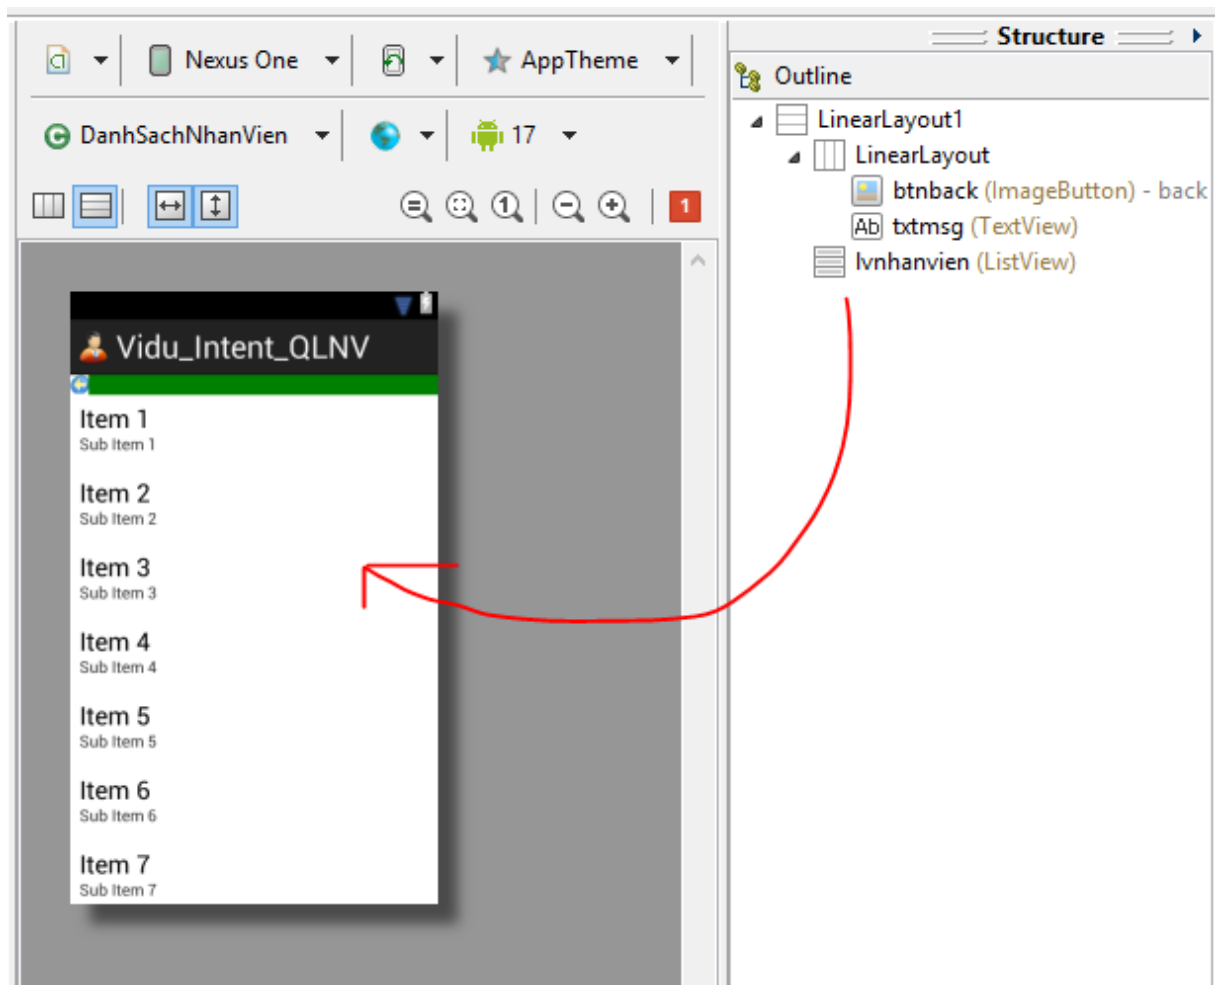 Nexus One AppTheme
DanhSachNhanVien 17
1 1
Vidu_Intent_QLNV
Item 1
Sub Item 1
Item 2
Sub Item 2
Item 3
Sub Item 3
Item 4
Sub Item 4
Item 5
Sub Item 5
Item 6
Sub Item 6
Item 7
Sub Item 7
Structure
Outline
LinearLayout1
LinearLayout
btnback (ImageButton) - back
Ab txtmsg (TextView)
lvnhanvien (ListView)